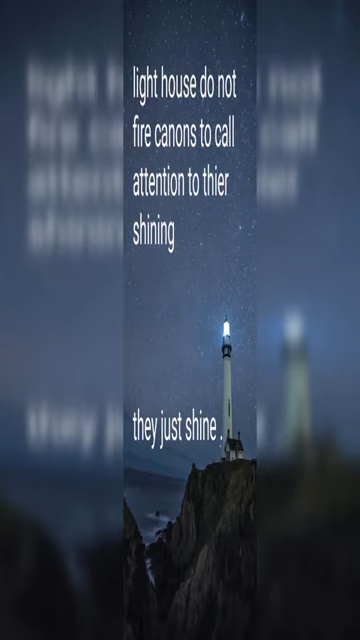 light house do not
fire canons to call
attention to thier
shining
they just shine .